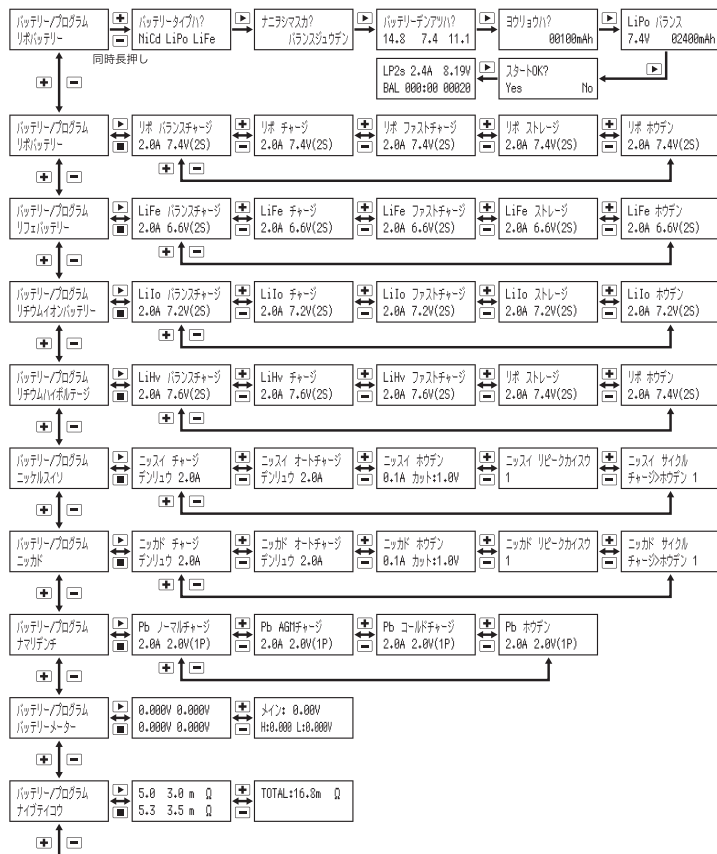 バッテリー/プログラム
リポバッテリー
バッテリータイプハ?
NiCd LiPo LiFe
ナニヲシマスカ?
バランスジュウデン
バッテリーデンアツハ?
14.8 7.4 11.1
ヨウリョウハ?
00100mAh
LiPo バランス
7.4V 02400mAh
同時長押し
LP2s 2.4A 8.19V
BAL 000:00 00020
スタートOK?
Yes No
バッテリー/プログラム
リポバッテリー
リポ バランスチャージ
2.0A 7.4V(2S)
リポ チャージ
2.0A 7.4V(2S)
リポ ファストチャージ
2.0A 7.4V(2S)
リポ ストレージ
2.0A 7.4V(2S)
リポ ホウデン
2.0A 7.4V(2S)
バッテリー/プログラム
リフェバッテリー
LiFe バランスチャージ
2.0A 6.6V(2S)
LiFe チャージ
2.0A 6.6V(2S)
LiFe ファストチャージ
2.0A 6.6V(2S)
LiFe ストレージ
2.0A 6.6V(2S)
LiFe ホウデン
2.0A 6.6V(2S)
バッテリー/プログラム
リチウムイオンバッテリー
LiIo バランスチャージ
2.0A 7.2V(2S)
LiIo チャージ
2.0A 7.2V(2S)
LiIo ファストチャージ
2.0A 7.2V(2S)
LiIo ストレージ
2.0A 7.2V(2S)
LiIo ホウデン
2.0A 7.2V(2S)
バッテリー/プログラム
リチウムハイボルテージ
LiHv バランスチャージ
2.0A 7.6V(2S)
LiHv チャージ
2.0A 7.6V(2S)
LiHv ファストチャージ
2.0A 7.6V(2S)
リポ ストレージ
2.0A 7.4V(2S)
リポ ホウデン
2.0A 7.4V(2S)
バッテリー/プログラム
ニッケルスイソ
ニッスイ チャージ
デンリュウ 2.0A
ニッスイ オートチャージ
デンリュウ 2.0A
ニッスイ ホウデン
0.1A カット:1.0V
ニッスイ リピークカイスウ
1
ニッスイ サイクル
チャージ>ホウデン 1
バッテリー/プログラム
ニッカド
ニッカド チャージ
デンリュウ 2.0A
ニッカド オートチャージ
デンリュウ 2.0A
ニッカド ホウデン
0.1A カット:1.0V
ニッカド リピークカイスウ
1
ニッカド サイクル
チャージ>ホウデン 1
バッテリー/プログラム
ナマリデンチ
Pb ノーマルチャージ
2.0A 2.0V(1P)
Pb AGMチャージ
2.0A 2.0V(1P)
Pb コールドチャージ
2.0A 2.0V(1P)
Pb ホウデン
2.0A 2.0V(1P)
バッテリー/プログラム
バッテリーメーター
0.000V 0.000V
0.000V 0.000V
メイン: 0.00V
H:0.000 L:0.000V
バッテリー/プログラム
ナイブテイコウ
5.0 3.0 m Ω
5.3 3.5 m Ω
TOTAL:16.8m Ω